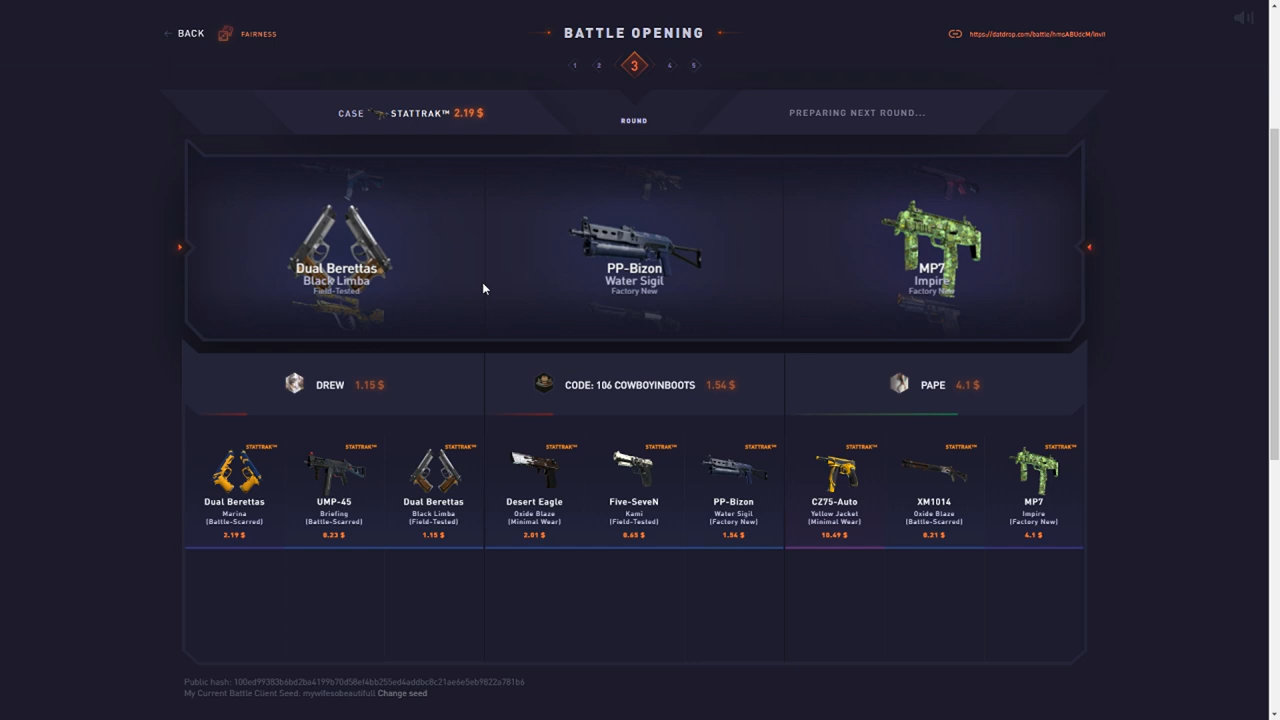 ← BACK
FAIRNESS
BATTLE OPENING
https://datdrop.com/battle/hmsABUdcM/invit
1 2 3 4 5
CASE STATTRAK™ 2.19 $
ROUND
PREPARING NEXT ROUND...
Dual Berettas
Black Limba
Field-Tested
PP-Bizon
Water Sigil
Factory New
MP7
Impire
Factory New
DREW 1.15 $
CODE: 106 COWBOYINBOOTS 1.54 $
PAPE 4.1 $
STATTRAK™
Dual Berettas
Marina
(Battle-Scarred)
2.19 $
STATTRAK™
UMP-45
Briefing
(Battle-Scarred)
0.23 $
STATTRAK™
Dual Berettas
Black Limba
(Field-Tested)
1.15 $
STATTRAK™
Desert Eagle
Oxide Blaze
(Minimal Wear)
2.01 $
STATTRAK™
Five-SeveN
Kami
(Field-Tested)
0.65 $
STATTRAK™
PP-Bizon
Water Sigil
(Factory New)
1.54 $
STATTRAK™
CZ75-Auto
Yellow Jacket
(Minimal Wear)
10.49 $
STATTRAK™
XM1014
Oxide Blaze
(Battle-Scarred)
0.21 $
STATTRAK™
MP7
Impire
(Factory New)
4.1 $
My Current Battle Client Seed: mywifesobeautifull Change seed